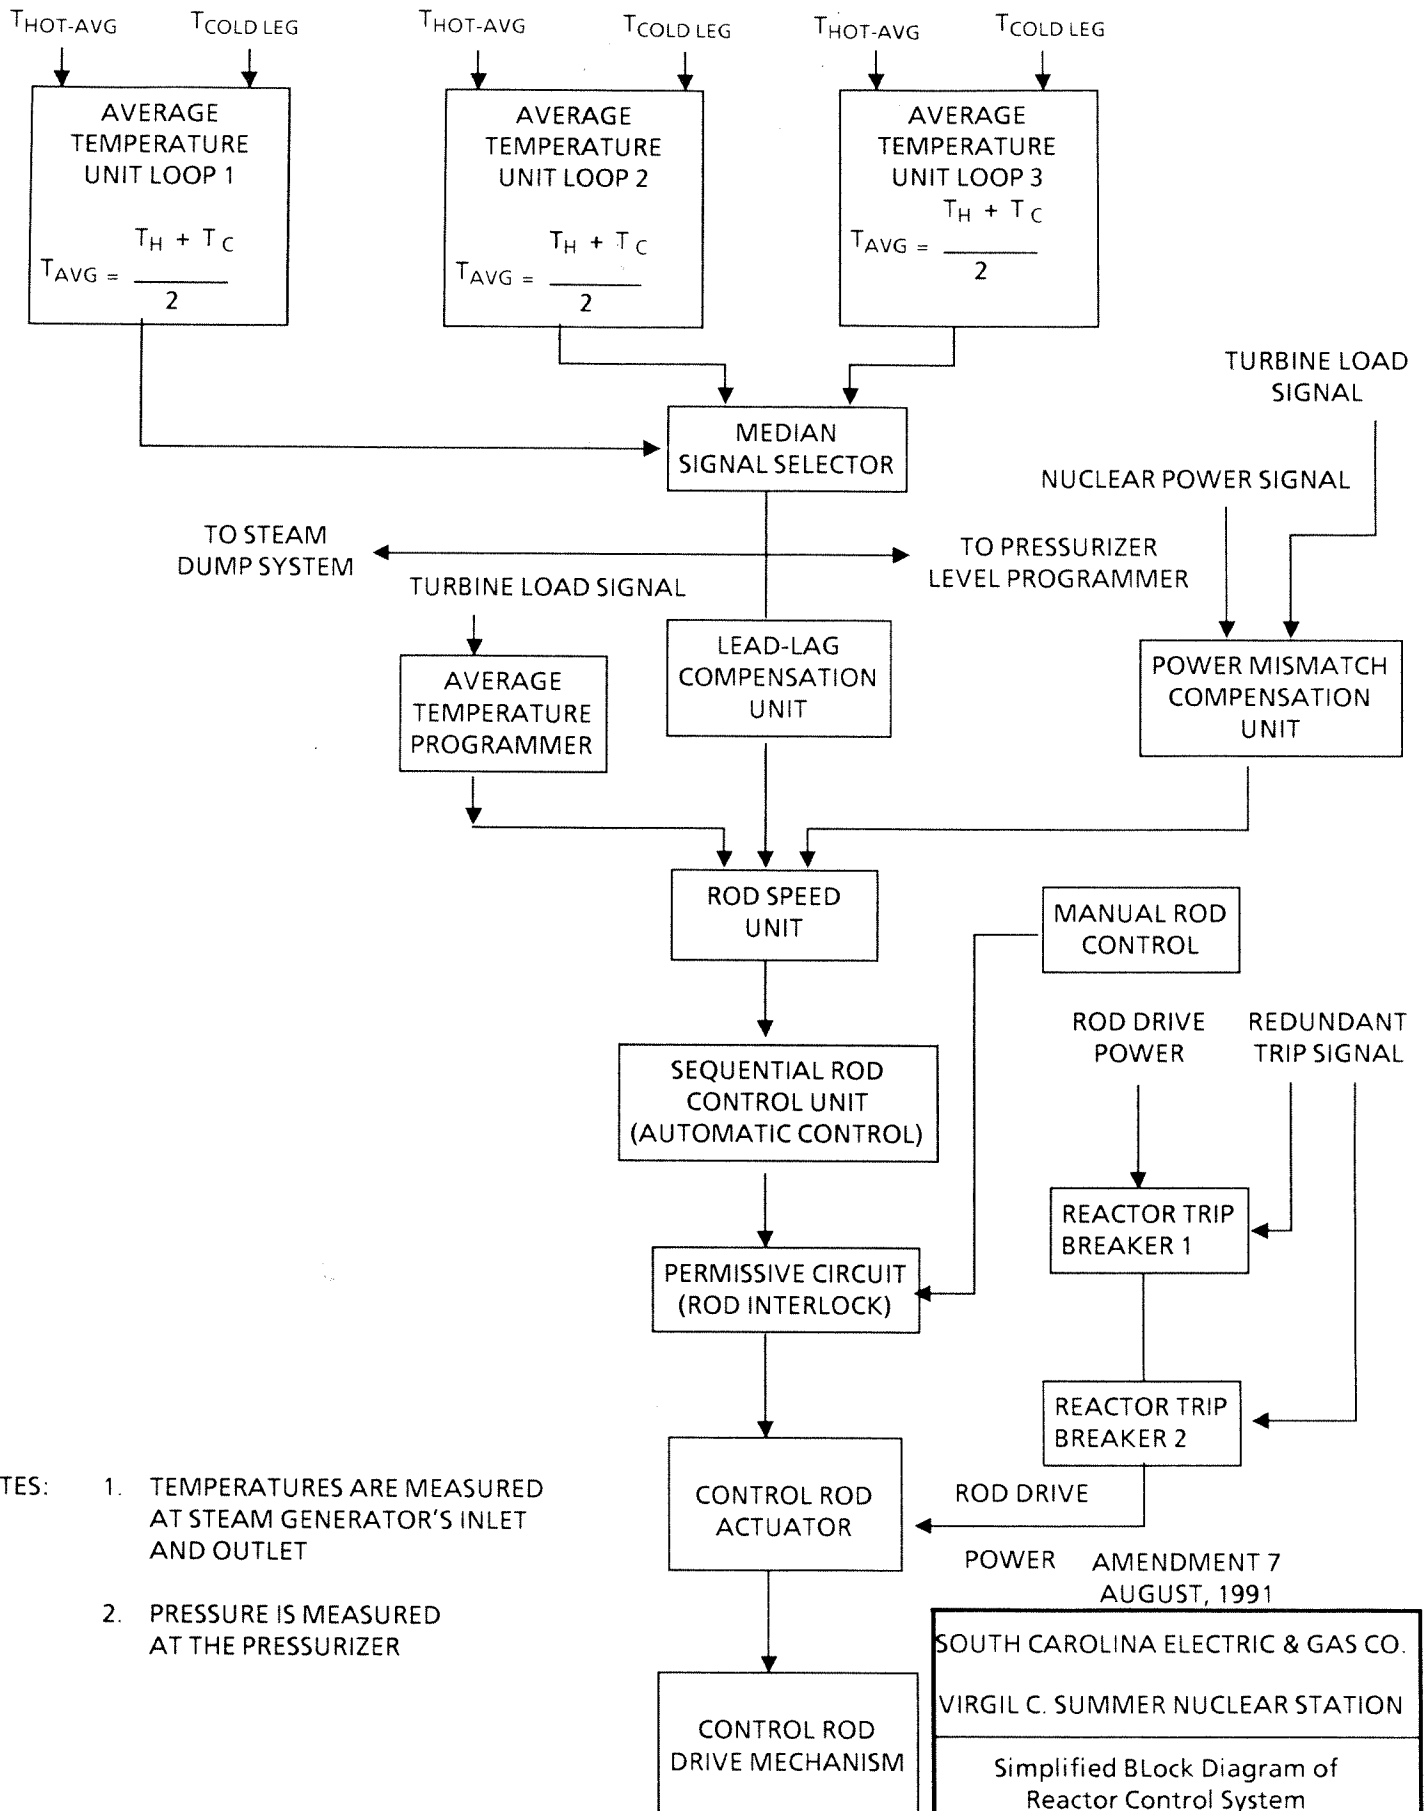 THOT-AVG TCOLD LEG THOT-AVG TCOLD LEG THOT-AVG TCOLD LEG
AVERAGE
TEMPERATURE
UNIT LOOP 1
TH + TC
TAVG =
2
AVERAGE
TEMPERATURE
UNIT LOOP 2
TH + TC
TAVG =
2
AVERAGE
TEMPERATURE
UNIT LOOP 3
TH + TC
TAVG =
2
TURBINE LOAD
SIGNAL
MEDIAN
SIGNAL SELECTOR
NUCLEAR POWER SIGNAL
TO STEAM
DUMP SYSTEM
TO PRESSURIZER
LEVEL PROGRAMMER
TURBINE LOAD SIGNAL
AVERAGE
TEMPERATURE
PROGRAMMER
LEAD-LAG
COMPENSATION
UNIT
POWER MISMATCH
COMPENSATION
UNIT
ROD SPEED
UNIT
MANUAL ROD
CONTROL
ROD DRIVE
POWER
REDUNDANT
TRIP SIGNAL
SEQUENTIAL ROD
CONTROL UNIT
(AUTOMATIC CONTROL)
REACTOR TRIP
BREAKER 1
PERMISSIVE CIRCUIT
(ROD INTERLOCK)
REACTOR TRIP
BREAKER 2
CONTROL ROD
ACTUATOR
ROD DRIVE
POWER
TES: 1. TEMPERATURES ARE MEASURED
AT STEAM GENERATOR'S INLET
AND OUTLET
2. PRESSURE IS MEASURED
AT THE PRESSURIZER
CONTROL ROD
DRIVE MECHANISM
AMENDMENT 7
AUGUST, 1991
SOUTH CAROLINA ELECTRIC & GAS CO.
VIRGIL C. SUMMER NUCLEAR STATION
Simplified BLock Diagram of
Reactor Control System